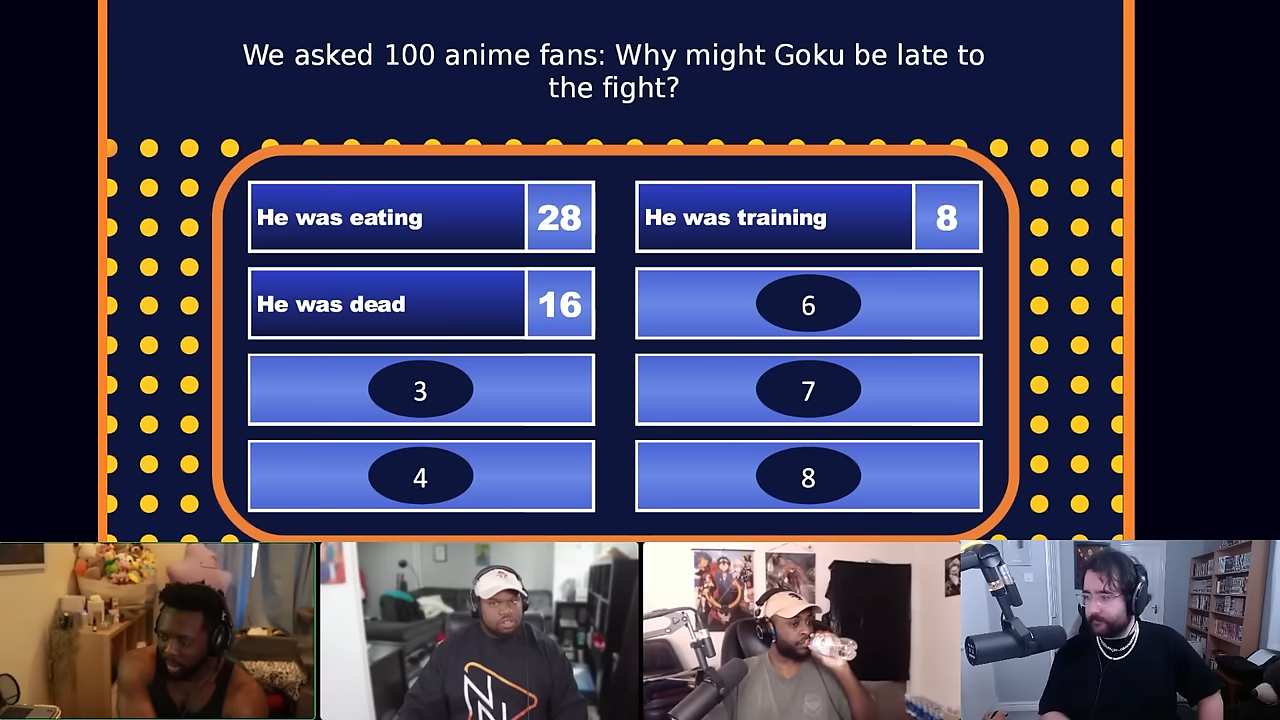 We asked 100 anime fans: Why might Goku be late to
the fight?
He was eating 28
He was training 8
He was dead 16
6
3
7
4
8